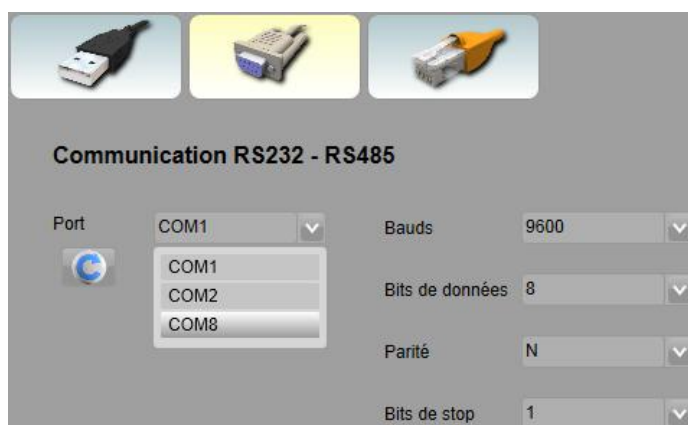 Communication RS232 - RS485
Port COM1
COM1
COM2
COM8
Bauds 9600
Bits de données 8
Parité N
Bits de stop 1